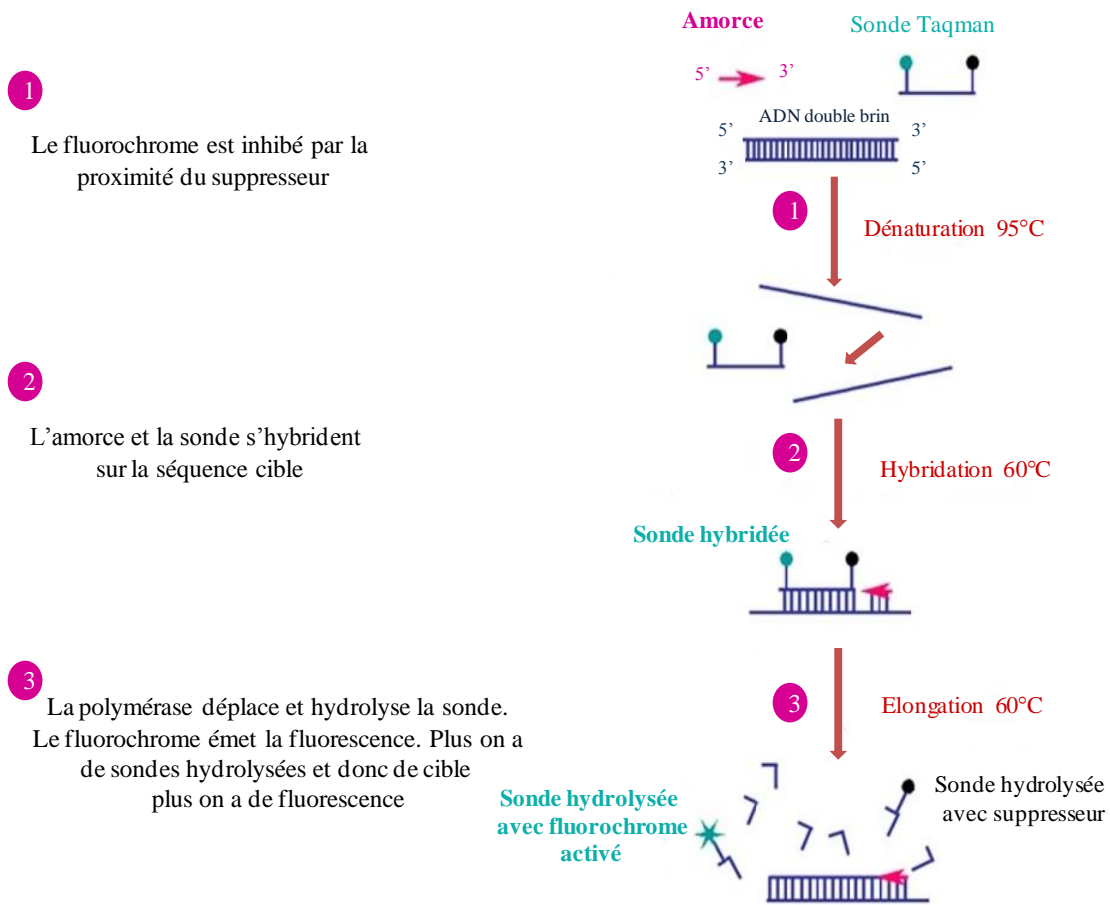 Amorce
Sonde Taqman
5’ 3’
1
Le fluorochrome est inhibé par la
proximité du suppresseur
ADN double brin
5’ 3’
3’ 5’
1
Dénaturation 95°C
2
L’amorce et la sonde s’hybrident
sur la séquence cible
2
Hybridation 60°C
Sonde hybridée
3
La polymérase déplace et hydrolyse la sonde.
Le fluorochrome émet la fluorescence. Plus on a
de sondes hydrolysées et donc de cible
plus on a de fluorescence
3
Elongation 60°C
Sonde hydrolysée
avec fluorochrome
activé
Sonde hydrolysée
avec suppresseur